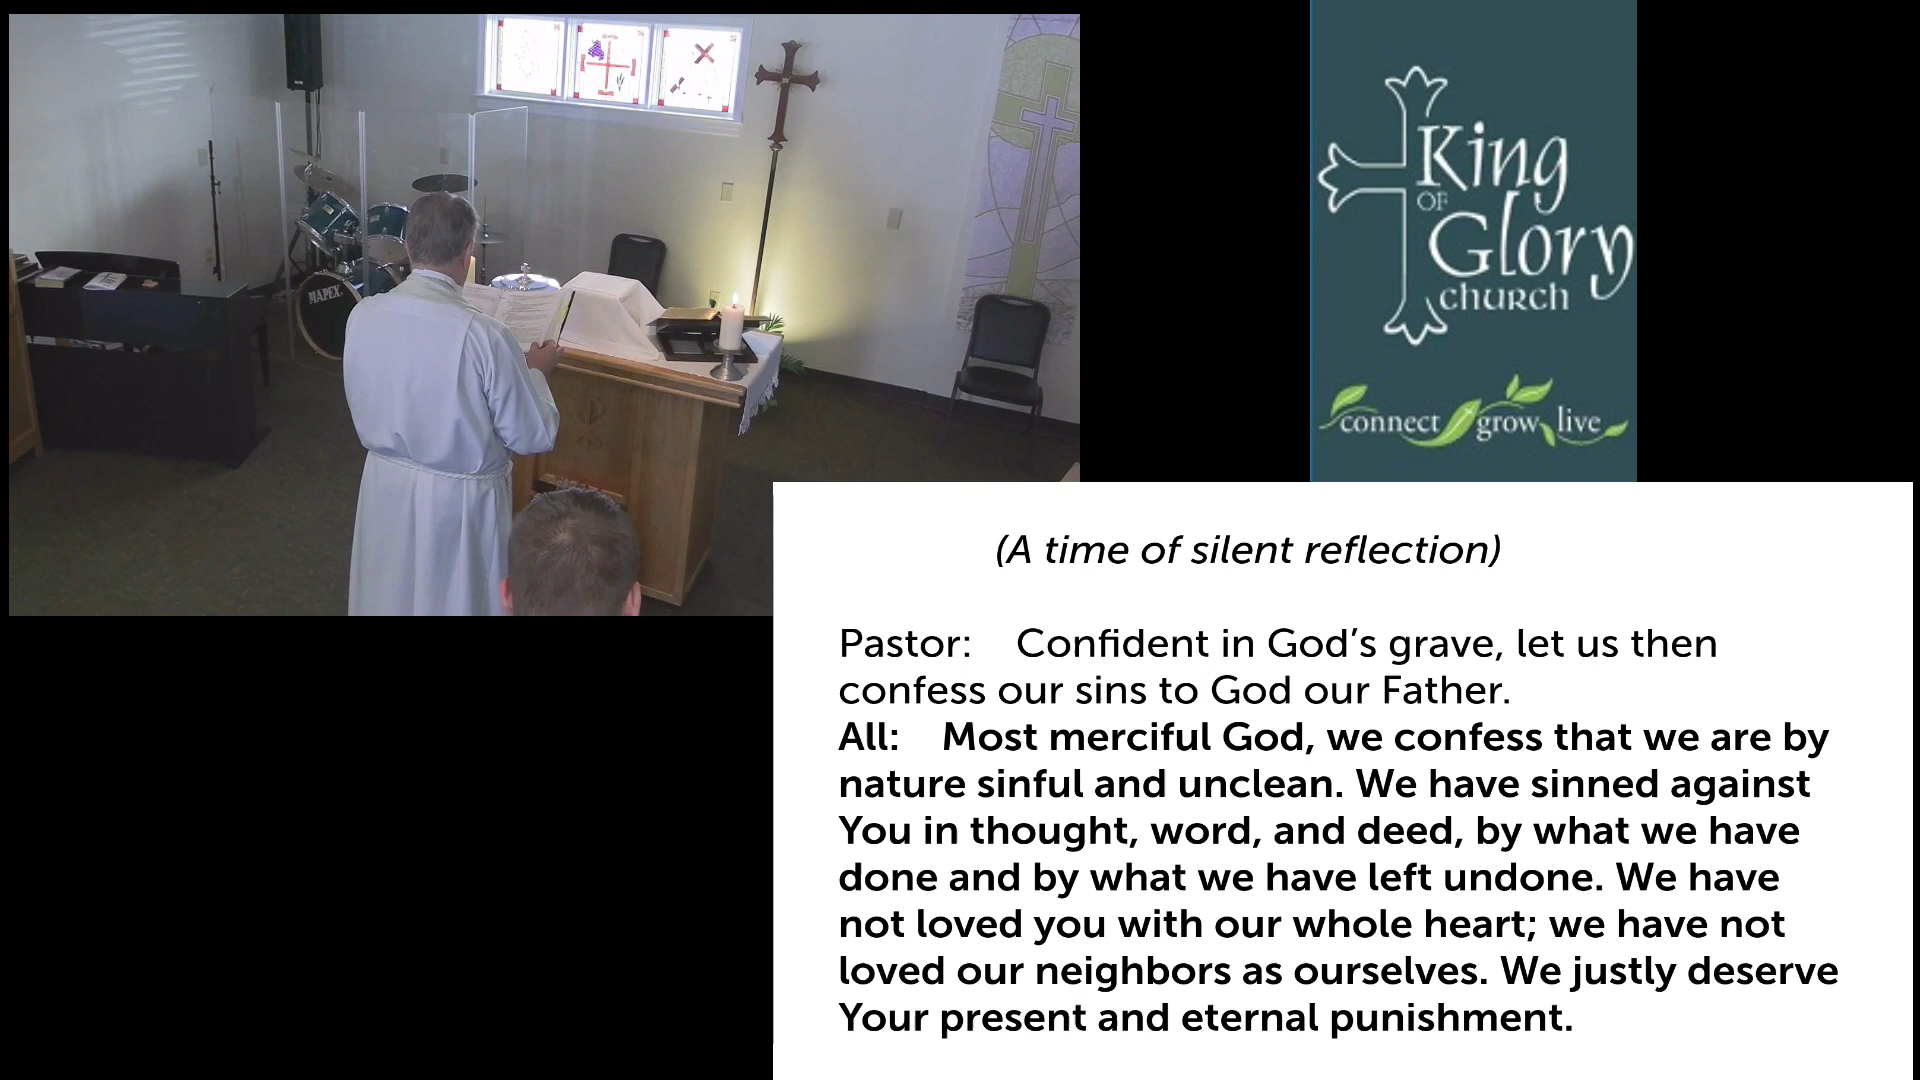 MAPEX
King
OF
Glory
church
connect grow live
(A time of silent reflection)
Pastor: Confident in God’s grave, let us then
confess our sins to God our Father.
All: Most merciful God, we confess that we are by
nature sinful and unclean. We have sinned against
You in thought, word, and deed, by what we have
done and by what we have left undone. We have
not loved you with our whole heart; we have not
loved our neighbors as ourselves. We justly deserve
Your present and eternal punishment.